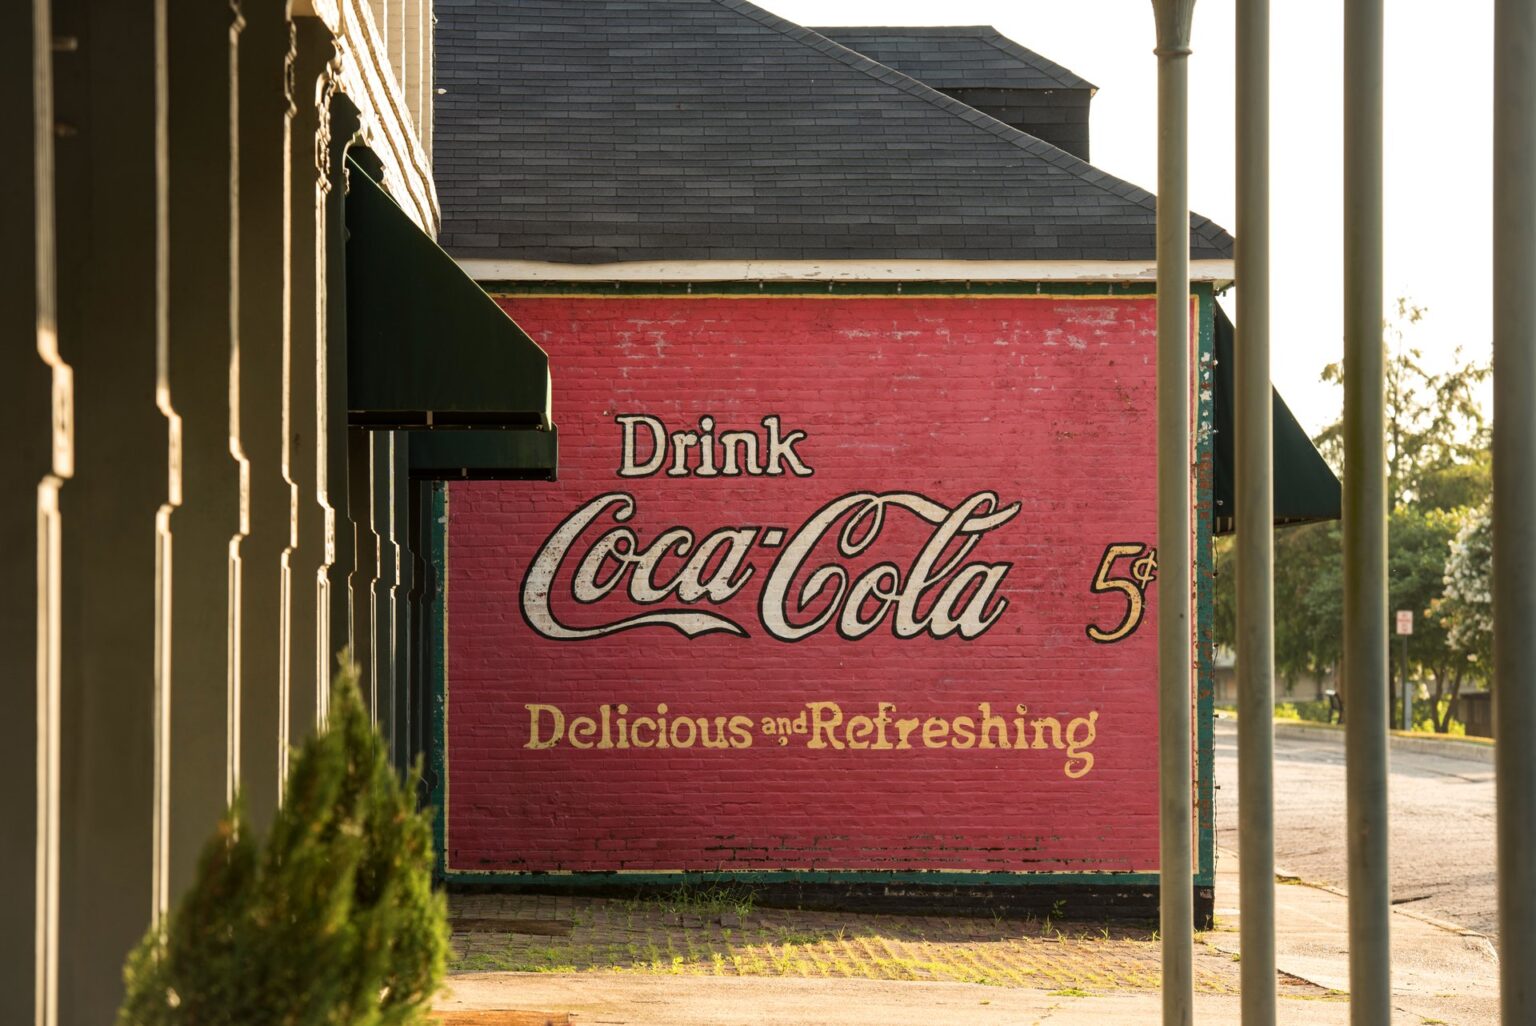 Drink
Coca-Cola 5¢
Delicious and Refreshing